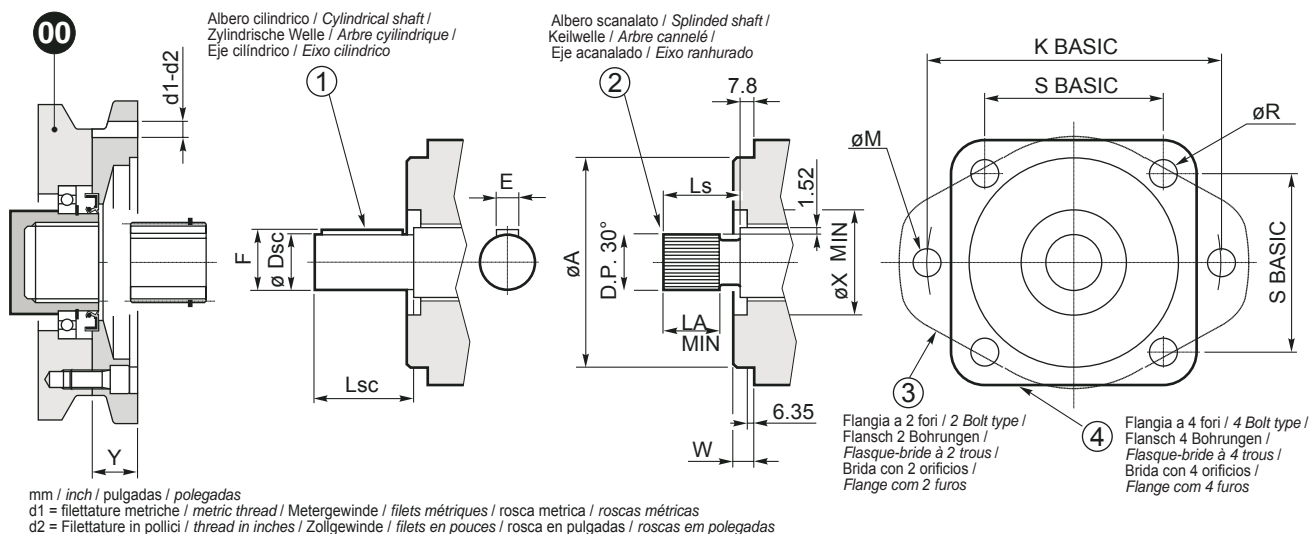 00
d1-d2
Y
Albero cilindrico / Cylindrical shaft /
Zylindrische Welle / Arbre cyilindrique /
Eje cilíndrico / Eixo cilindrico
1
E
F
ø Dsc
Lsc
Albero scanalato / Splinded shaft /
Keilwelle / Arbre cannelé /
Eje acanalado / Eixo ranhurado
2
7.8
Ls
1.52
øA
D.P. 30°
øX MIN
LA
MIN
6.35
W
K BASIC
S BASIC
øR
øM
S BASIC
3
Flangia a 2 fori / 2 Bolt type /
Flansch 2 Bohrungen /
Flasque-bride à 2 trous /
Brida con 2 orificios /
Flange com 2 furos
4
Flangia a 4 fori / 4 Bolt type /
Flansch 4 Bohrungen /
Flasque-bride à 4 trous /
Brida con 4 orificios /
Flange com 4 furos
mm / inch / pulgadas / polegadas
d1 = filettature metriche / metric thread / Metergewinde / filets métriques / rosca metrica / roscas métricas
d2 = Filettature in pollici / thread in inches / Zollgewinde / filets en pouces / rosca en pulgadas / roscas em polegadas